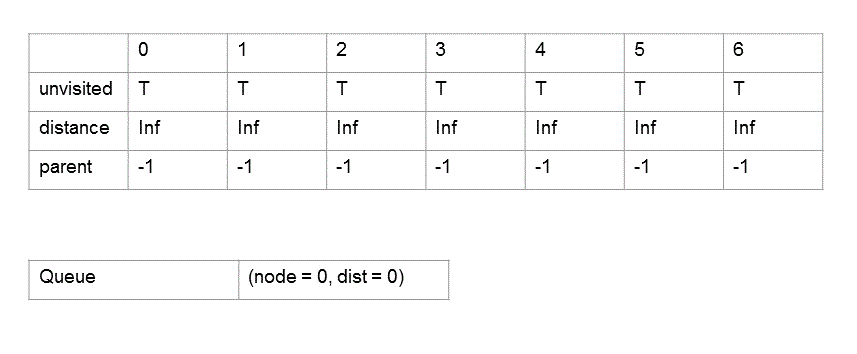 0 1 2 3 4 5 6
unvisited T T T T T T T
distance Inf Inf Inf Inf Inf Inf Inf
parent -1 -1 -1 -1 -1 -1 -1
Queue (node = 0, dist = 0)